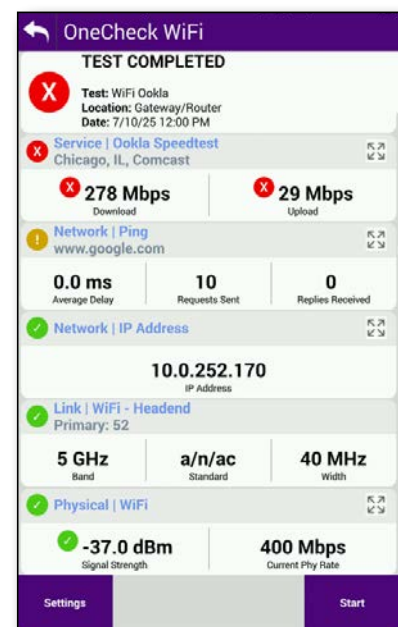 OneCheck WiFi
TEST COMPLETED
X
Test: WiFi Ookla
Location: Gateway/Router
Date: 7/10/25 12:00 PM
X Service | Ookla Speedtest
Chicago, IL, Comcast
X 278 Mbps X 29 Mbps
Download Upload
! Network | Ping
www.google.com
0.0 ms 10 0
Average Delay Requests Sent Replies Received
Network | IP Address
10.0.252.170
IP Address
Link | WiFi - Headend
Primary: 52
5 GHz a/n/ac 40 MHz
Band Standard Width
Physical | WiFi
-37.0 dBm 400 Mbps
Signal Strength Current Phy Rate
Settings Start